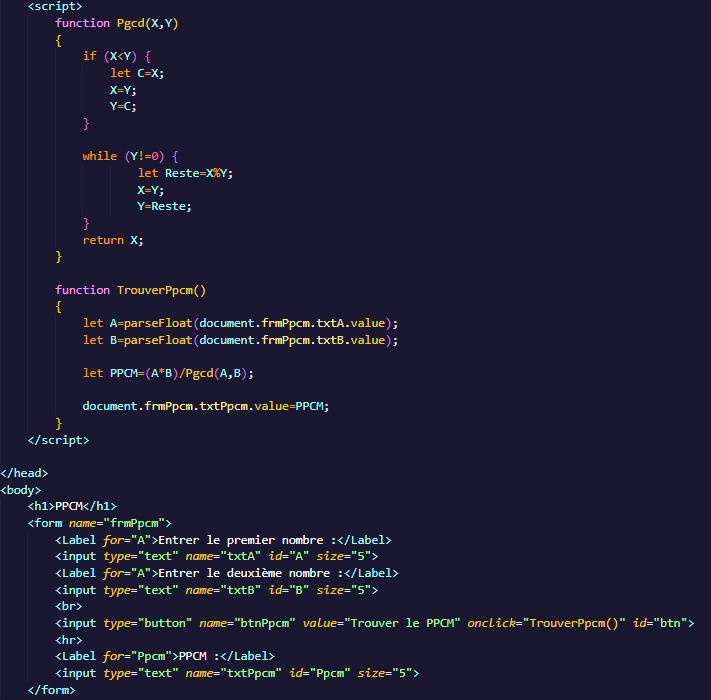 <script>
function Pgcd(X,Y)
{
if (X<Y) {
let C=X;
X=Y;
Y=C;
}
while (Y!=0) {
let Reste=X%Y;
X=Y;
Y=Reste;
}
return X;
}
function TrouverPpcm()
{
let A=parseFloat(document.frmPpcm.txtA.value);
let B=parseFloat(document.frmPpcm.txtB.value);
let PPCM=(A*B)/Pgcd(A,B);
document.frmPpcm.txtPpcm.value=PPCM;
}
</script>
</head>
<body>
<h1>PPCM</h1>
<form name="frmPpcm">
<Label for="A">Entrer le premier nombre :</Label>
<input type="text" name="txtA" id="A" size="5">
<Label for="A">Entrer le deuxième nombre :</Label>
<input type="text" name="txtB" id="B" size="5">
<br>
<input type="button" name="btnPpcm" value="Trouver le PPCM" onclick="TrouverPpcm()" id="btn">
<hr>
<Label for="Ppcm">PPCM :</Label>
<input type="text" name="txtPpcm" id="Ppcm" size="5">
</form>